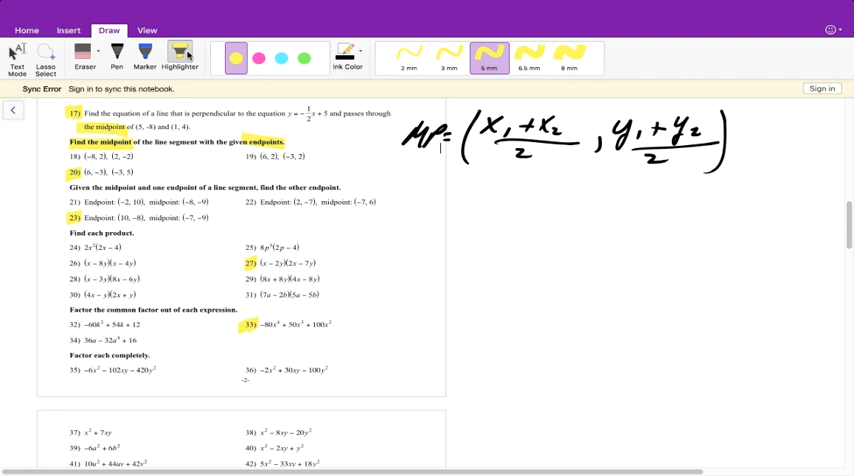 Home Insert Draw View
Text Mode Lasso Select Eraser Pen Marker Highlighter Ink Color 2 mm 3 mm 5 mm 6.5 mm 8 mm
Sync Error Sign in to sync this notebook. Sign in
17) Find the equation of a line that is perpendicular to the equation y = −1/2x + 5 and passes through
the midpoint of (5, -8) and (1, 4).
MP= (x₁ + x₂/2 , y₁ + y₂/2)
Find the midpoint of the line segment with the given endpoints.
18) (−8, 2), (2, −2) 19) (6, 2), (−3, 2)
20) (6, −3), (−3, 5)
Given the midpoint and one endpoint of a line segment, find the other endpoint.
21) Endpoint: (−2, 10), midpoint: (−8, −9) 22) Endpoint: (2, −7), midpoint: (−7, 6)
23) Endpoint: (10, −8), midpoint: (−7, −9)
Find each product.
24) 2x²(2x − 4) 25) 8p³(2p − 4)
26) (x − 8y)(x − 4y) 27) (x − 2y)(2x − 7y)
28) (x − 3y)(8x − 6y) 29) (8x + 8y)(4x − 8y)
30) (4x − y)(2x + y) 31) (7a − 2b)(5a − 5b)
Factor the common factor out of each expression.
32) −60k³ + 54k + 12 33) −80x⁴ + 50x³ + 100x²
34) 36a − 32a⁴ + 16
Factor each completely.
35) −6x² − 102xy − 420y² 36) −2x² + 30xy − 100y²
-2-
37) x² + 7xy 38) x² − 8xy − 20y²
39) −6a² + 6b² 40) x² − 2xy + y²
41) 10u² + 44uv + 42v² 42) 5x² − 33xy + 18y²